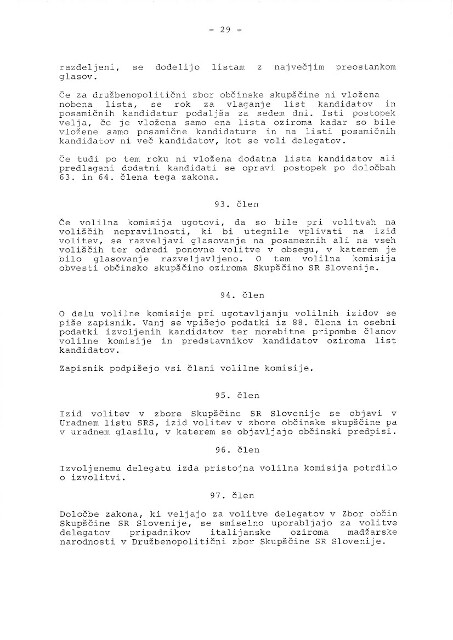 - 29 -
razdeljeni, se dodelijo listam z največjim preostankom
glasov.
Če za družbenopolitični zbor občinske skupščine ni vložena
nobena lista, se rok za vlaganje list kandidatov in
posamičnih kandidatur podaljša za sedem dni. Isti postopek
velja, če je vložena samo ena lista oziroma kadar so bile
vložene samo posamične kandidature in na listi posamičnih
kandidatov ni več kandidatov, kot se voli delegatov.
Če tudi po tem roku ni vložena dodatna lista kandidatov ali
predlagani dodatni kandidati se opravi postopek po določbah
63. in 64. člena tega zakona.
93. člen
Če volilna komisija ugotovi, da so bile pri volitvah na
voliščih nepravilnosti, ki bi utegnile vplivati na izid
volitev, se razveljavi glasovanje na posameznih ali na vseh
voliščih ter odredi ponovne volitve v obsegu, v katerem je
bilo glasovanje razveljavljeno. O tem volilna komisija
obvesti občinsko skupščino oziroma Skupščino SR Slovenije.
94. člen
O delu volilne komisije pri ugotavljanju volilnih izidov se
piše zapisnik. Vanj se vpišejo podatki iz 88. člena in osebni
podatki izvoljenih kandidatov ter morebitne pripombe članov
volilne komisije in predstavnikov kandidatov oziroma list
kandidatov.
Zapisnik podpišejo vsi člani volilne komisije.
95. člen
Izid volitev v zbore Skupščine SR Slovenije se objavi v
Uradnem listu SRS, izid volitev v zbore občinske skupščine pa
v uradnem glasilu, v katerem se objavljajo občinski predpisi.
96. člen
Izvoljenemu delegatu izda pristojna volilna komisija potrdilo
o izvolitvi.
97. člen
Določbe zakona, ki veljajo za volitve delegatov v Zbor občin
Skupščine SR Slovenije, se smiselno uporabljajo za volitve
delegatov pripadnikov italijanske oziroma madžarske
narodnosti v Družbenopolitični zbor Skupščine SR Slovenije.